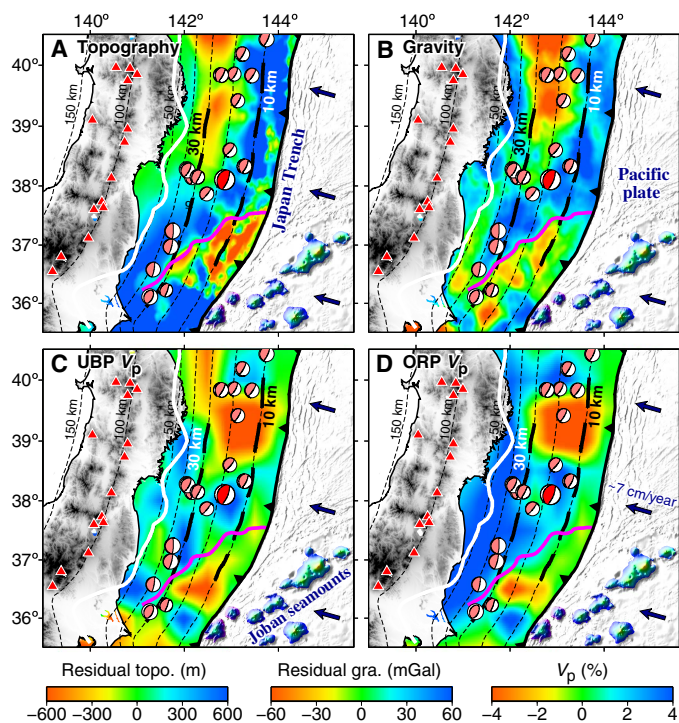 140° 142° 144° 140° 142° 144°
A Topography
B Gravity
40°
39°
38°
37°
36°
150 km
100 km
50 km
30 km
10 km
Japan Trench
150 km
100 km
50 km
30 km
10 km
Pacific
plate
C UBP Vp
D ORP Vp
40°
39°
38°
37°
36°
150 km
100 km
50 km
30 km
10 km
Joban seamounts
150 km
100 km
50 km
30 km
10 km
~7 cm/year
Residual topo. (m) Residual gra. (mGal) Vp (%)
−600 −300 0 300 600 −60 −30 0 30 60 −4 −2 0 2 4